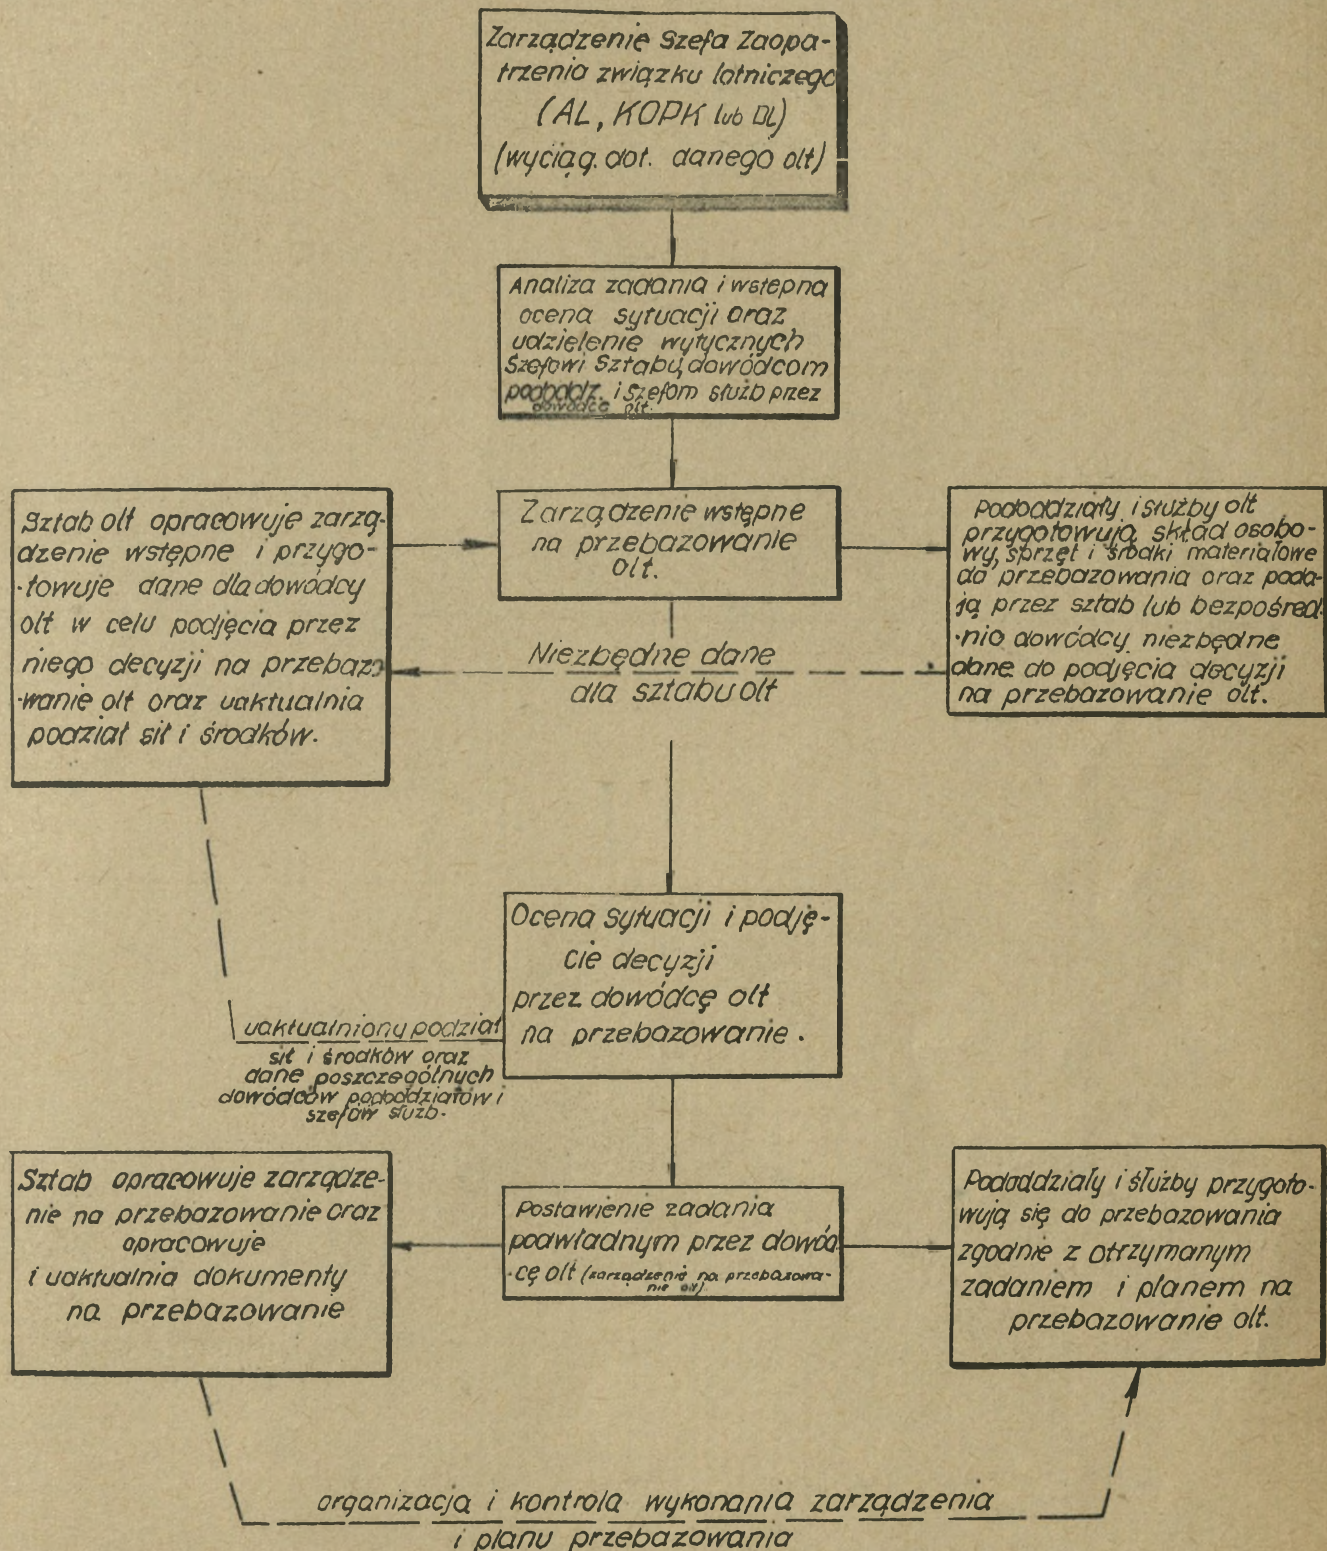 Zarządzenie Szefa Zaopa-
trzenia związku lotniczego
(AL, KOPK lub DL)
(wyciąg. dot. danego olt)
Analiza zadania i wstepna
ocena sytuacji oraz
udzielenie wytycznych
Szefowi Sztabu, dowódcom
pododdz. i Szefom służb przez
dowódcę olt.
Sztab olt opracowuje zarzą-
dzenie wstępne i przygo-
-towuje dane dla dowódcy
olt w celu podjęcia przez
niego decyzji na przebazo
-wanie olt oraz uaktualnia
podział sił i środków.
Zarządzenie wstępne
na przebazowanie
olt.
Pododdziały i służby olt
przygotowują skład osobo-
wy, sprzęt i środki materiałowe
do przebazowania oraz poda-
ją przez sztab lub bezpośred-
-nio dowódcy niezbędne
dane do podjęcia decyzji
na przebazowanie olt.
Niezbędne dane
dla sztabu olt
Ocena sytuacji i podję-
cie decyzji
przez dowódcę olt
na przebazowanie.
uaktualniony podział
sił i środków oraz
dane poszczególnych
dowódców pododdziałów i
szefów służb.
Sztab opracowuje zarządze-
nie na przebazowanie oraz
opracowuje
i uaktualnia dokumenty
na przebazowanie
Postawienie zadania
podwładnym przez dowód
-cę olt (zarządzenie na przebazowa-
nie olt)
Pododdziały i służby przygoto-
wują się do przebazowania
zgodnie z otrzymanym
zadaniem i planem na
przebazowanie olt.
organizacja i kontrola wykonania zarządzenia
i planu przebazowania